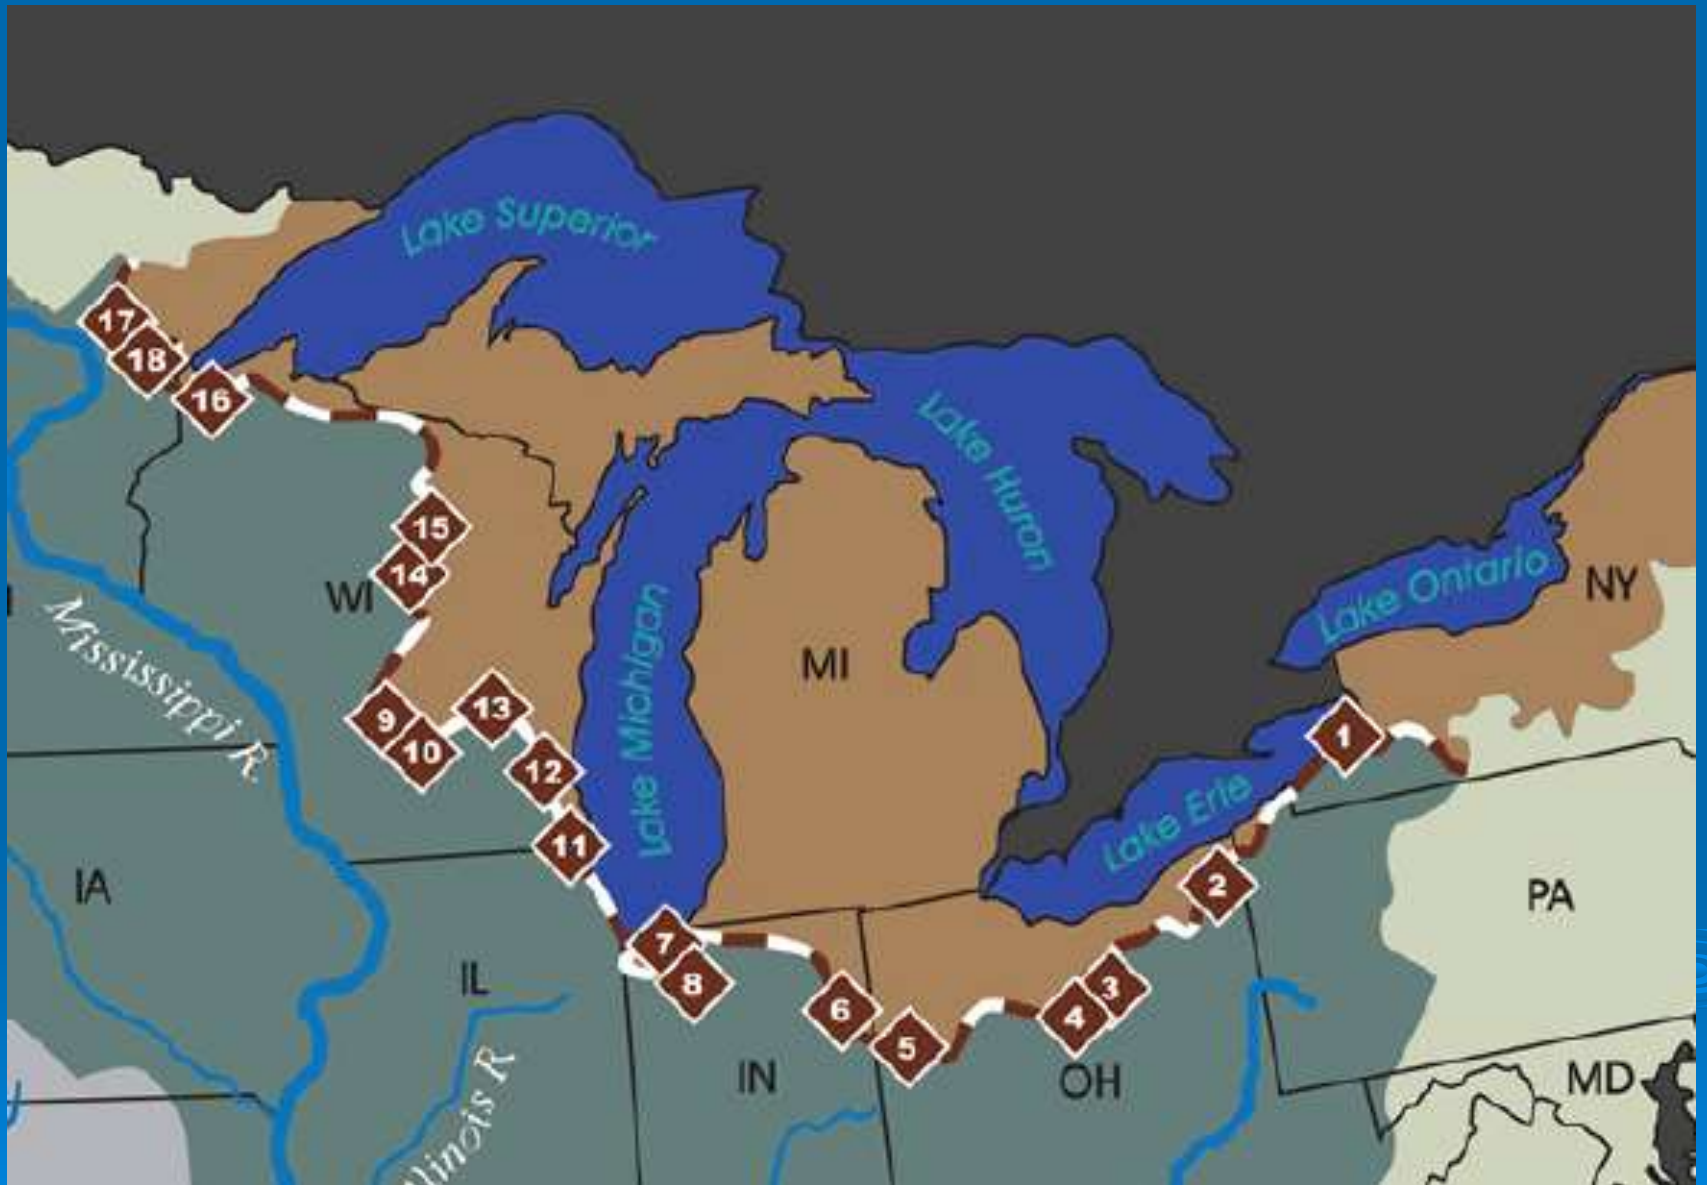 Lake Superior
17
18
16
Lake Huron
15
14
WI
Lake Michigan
Lake Ontario
NY
Mississippi R.
MI
9
10
13
12
1
Lake Erie
11
2
IA
PA
7
8
IL
6
5
4
3
IN
OH
MD
llinois R